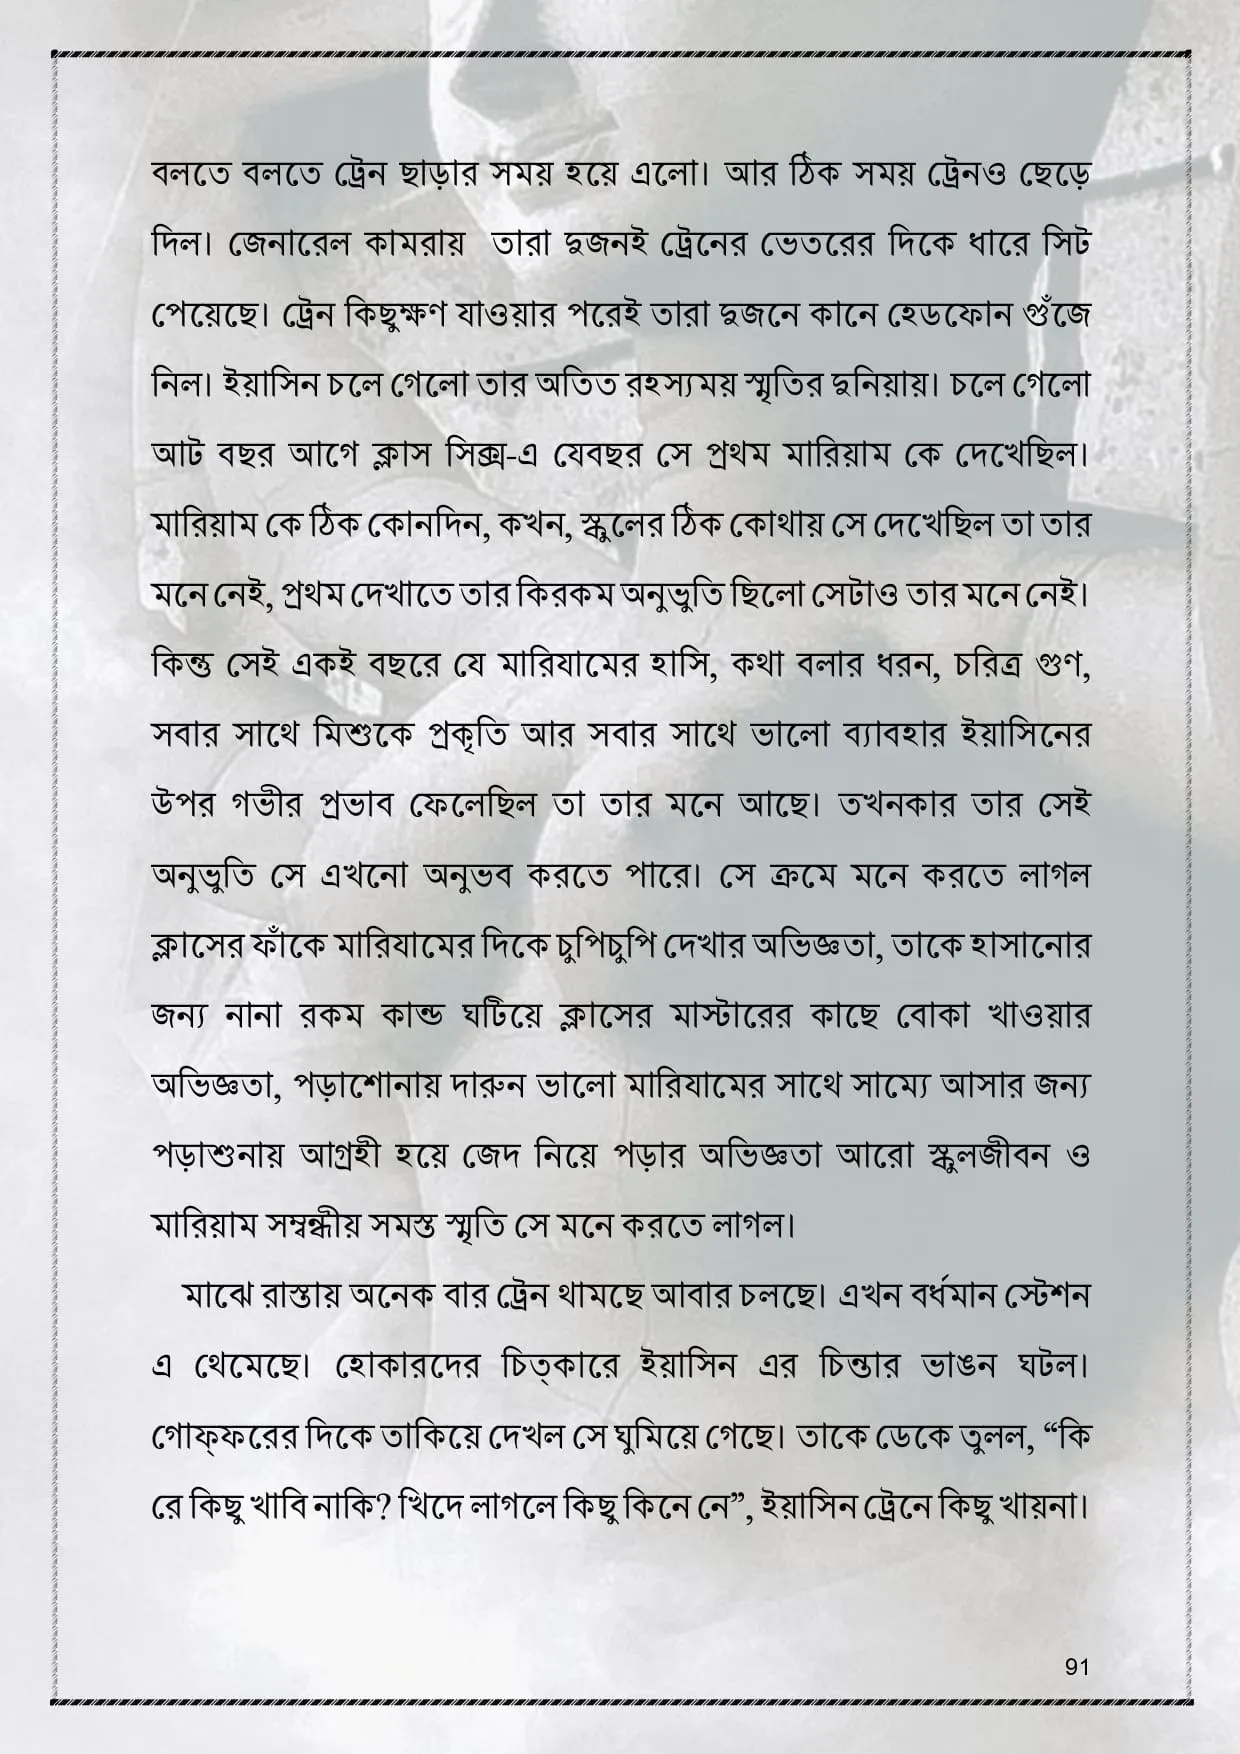 বলতে বলতে ট্রেন ছাড়ার সময় হয়ে এলো। আর ঠিক সময় ট্রেনও ছেড়ে
দিল। জেনারেল কামরায় তারা দুজনই ট্রেনের ভেতরের দিকে ধারে সিট
পেয়েছে। ট্রেন কিছুক্ষণ যাওয়ার পরেই তারা দুজনে কানে হেডফোন গুঁজে
নিল। ইয়াসিন চলে গেলো তার অতিত রহস্যময় স্মৃতির দুনিয়ায়। চলে গেলো
আট বছর আগে ক্লাস সিক্স-এ যেবছর সে প্রথম মারিয়াম কে দেখেছিল।
মারিয়াম কে ঠিক কোনদিন, কখন, স্কুলের ঠিক কোথায় সে দেখেছিল তা তার
মনে নেই, প্রথম দেখাতে তার কিরকম অনুভুতি ছিলো সেটাও তার মনে নেই।
কিন্তু সেই একই বছরে যে মারিযামের হাসি, কথা বলার ধরন, চরিত্র গুণ,
সবার সাথে মিশুকে প্রকৃতি আর সবার সাথে ভালো ব্যাবহার ইয়াসিনের
উপর গভীর প্রভাব ফেলেছিল তা তার মনে আছে। তখনকার তার সেই
অনুভুতি সে এখনো অনুভব করতে পারে। সে ক্রমে মনে করতে লাগল
ক্লাসের ফাঁকে মারিযামের দিকে চুপিচুপি দেখার অভিজ্ঞতা, তাকে হাসানোর
জন্য নানা রকম কান্ড ঘটিয়ে ক্লাসের মাস্টারের কাছে বোকা খাওয়ার
অভিজ্ঞতা, পড়াশোনায় দারুন ভালো মারিযামের সাথে সাম্যে আসার জন্য
পড়াশুনায় আগ্রহী হয়ে জেদ নিয়ে পড়ার অভিজ্ঞতা আরো স্কুলজীবন ও
মারিয়াম সম্বন্ধীয় সমস্ত স্মৃতি সে মনে করতে লাগল।
মাঝে রাস্তায় অনেক বার ট্রেন থামছে আবার চলছে। এখন বর্ধমান স্টেশন
এ থেমেছে। হোকারদের চিত্‌কারে ইয়াসিন এর চিন্তার ভাঙন ঘটল।
গোফ্ফরের দিকে তাকিয়ে দেখল সে ঘুমিয়ে গেছে। তাকে ডেকে তুলল, “কি
রে কিছু খাবি নাকি? খিদে লাগলে কিছু কিনে নে”, ইয়াসিন ট্রেনে কিছু খায়না।
91